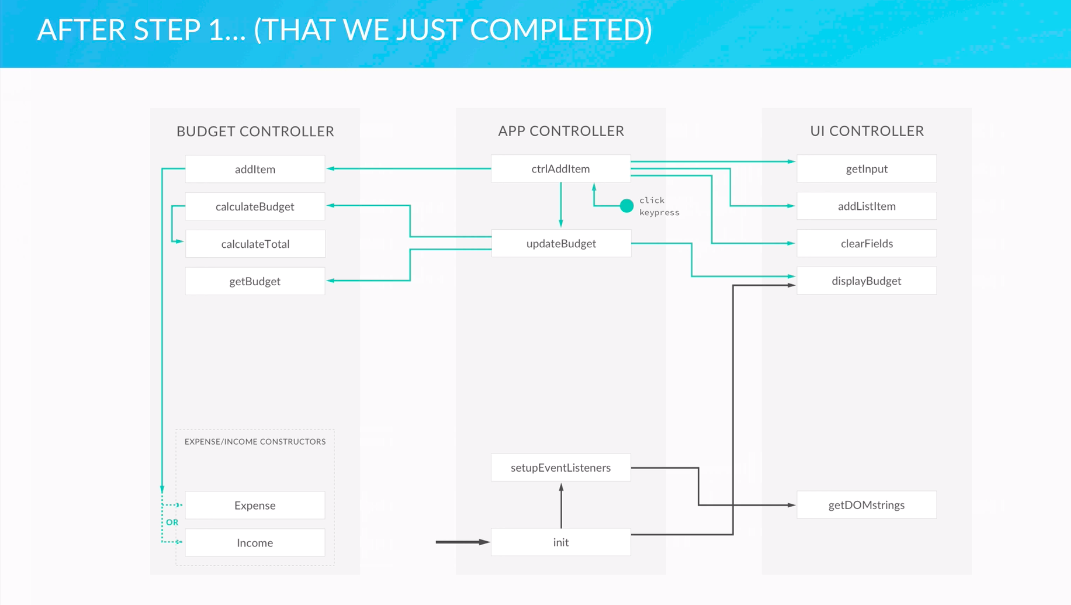 AFTER STEP 1... (THAT WE JUST COMPLETED)
BUDGET CONTROLLER
addItem
calculateBudget
calculateTotal
getBudget
EXPENSE/INCOME CONSTRUCTORS
Expense
OR
Income
APP CONTROLLER
ctrlAddItem
click
keypress
updateBudget
setupEventListeners
init
UI CONTROLLER
getInput
addListItem
clearFields
displayBudget
getDOMstrings